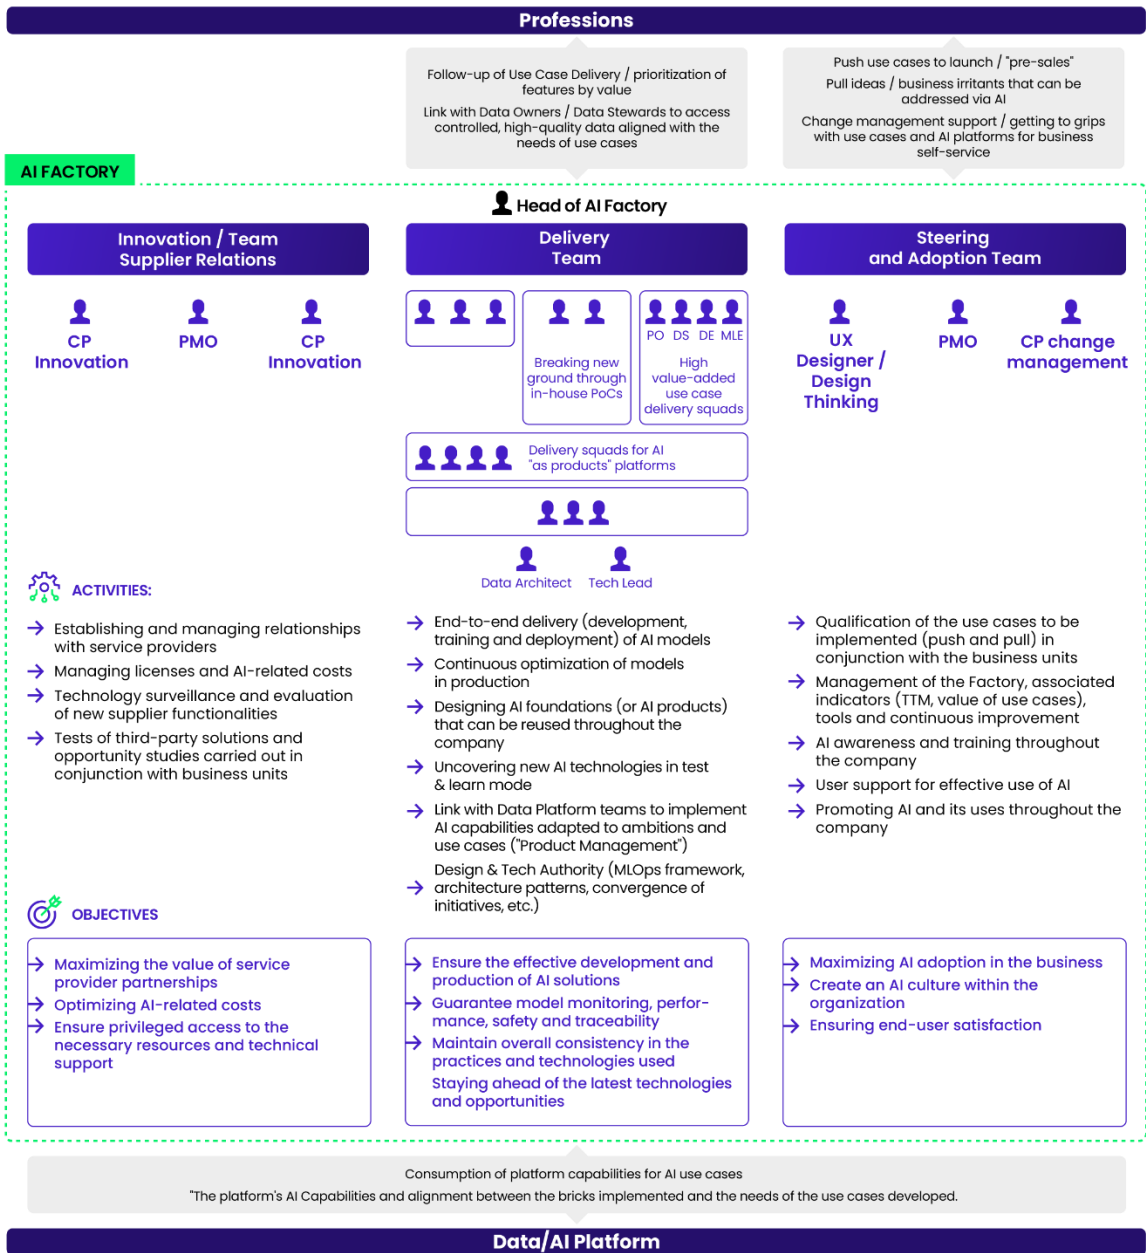 Professions
Follow-up of Use Case Delivery / prioritization of
features by value
Link with Data Owners / Data Stewards to access
controlled, high-quality data aligned with the
needs of use cases
Push use cases to launch / "pre-sales"
Pull ideas / business irritants that can be
addressed via AI
Change management support / getting to grips
with use cases and AI platforms for business
self-service
AI FACTORY
Head of AI Factory
Innovation / Team
Supplier Relations
CP
Innovation
PMO
CP
Innovation
Delivery
Team
Breaking new
ground through
in-house PoCs
PO DS DE MLE
High
value-added
use case
delivery squads
Delivery squads for AI
"as products" platforms
Data Architect
Tech Lead
Steering
and Adoption Team
UX
Designer /
Design
Thinking
PMO
CP change
management
ACTIVITIES:
Establishing and managing relationships
with service providers
Managing licenses and AI-related costs
Technology surveillance and evaluation
of new supplier functionalities
Tests of third-party solutions and
opportunity studies carried out in
conjunction with business units
End-to-end delivery (development,
training and deployment) of AI models
Continuous optimization of models
in production
Designing AI foundations (or AI products)
that can be reused throughout the
company
Uncovering new AI technologies in test
& learn mode
Link with Data Platform teams to implement
AI capabilities adapted to ambitions and
use cases ("Product Management")
Design & Tech Authority (MLOps framework,
architecture patterns, convergence of
initiatives, etc.)
Qualification of the use cases to be
implemented (push and pull) in
conjunction with the business units
Management of the Factory, associated
indicators (TTM, value of use cases),
tools and continuous improvement
AI awareness and training throughout
the company
User support for effective use of AI
Promoting AI and its uses throughout the
company
OBJECTIVES
Maximizing the value of service
provider partnerships
Optimizing AI-related costs
Ensure privileged access to the
necessary resources and technical
support
Ensure the effective development and
production of AI solutions
Guarantee model monitoring, perfor-
mance, safety and traceability
Maintain overall consistency in the
practices and technologies used
Staying ahead of the latest technologies
and opportunities
Maximizing AI adoption in the business
Create an AI culture within the
organization
Ensuring end-user satisfaction
Consumption of platform capabilities for AI use cases
"The platform's AI Capabilities and alignment between the bricks implemented and the needs of the use cases developed.
Data/AI Platform